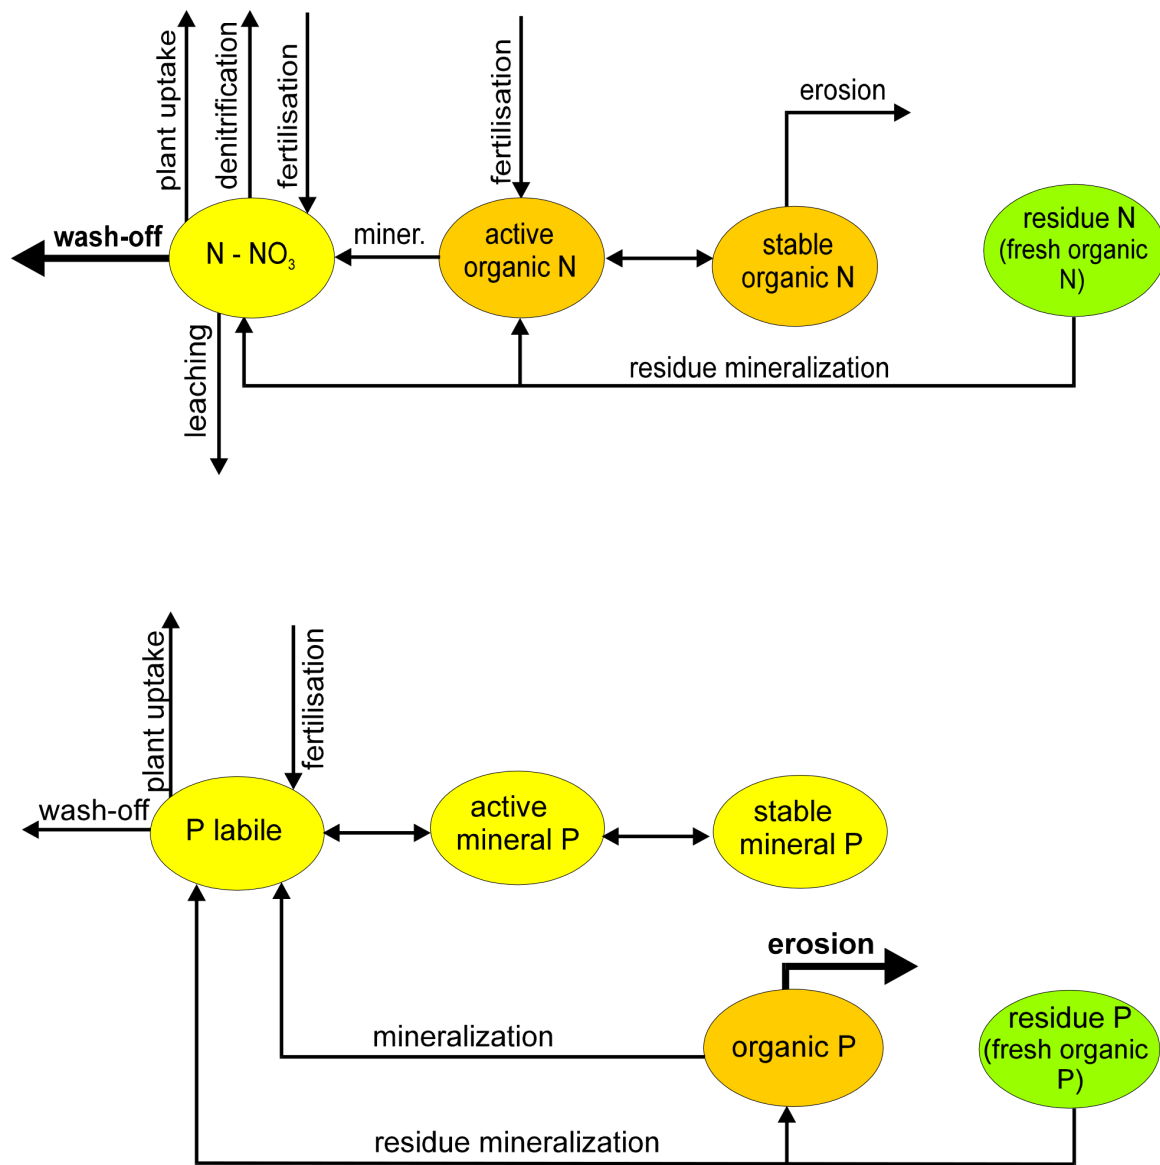 plant uptake
denitrification
fertilisation
fertilisation
erosion
wash-off
N - NO₃
miner.
active
organic N
stable
organic N
residue N
(fresh organic
N)
residue mineralization
leaching
plant uptake
fertilisation
wash-off
P labile
active
mineral P
stable
mineral P
erosion
mineralization
organic P
residue P
(fresh organic
P)
residue mineralization